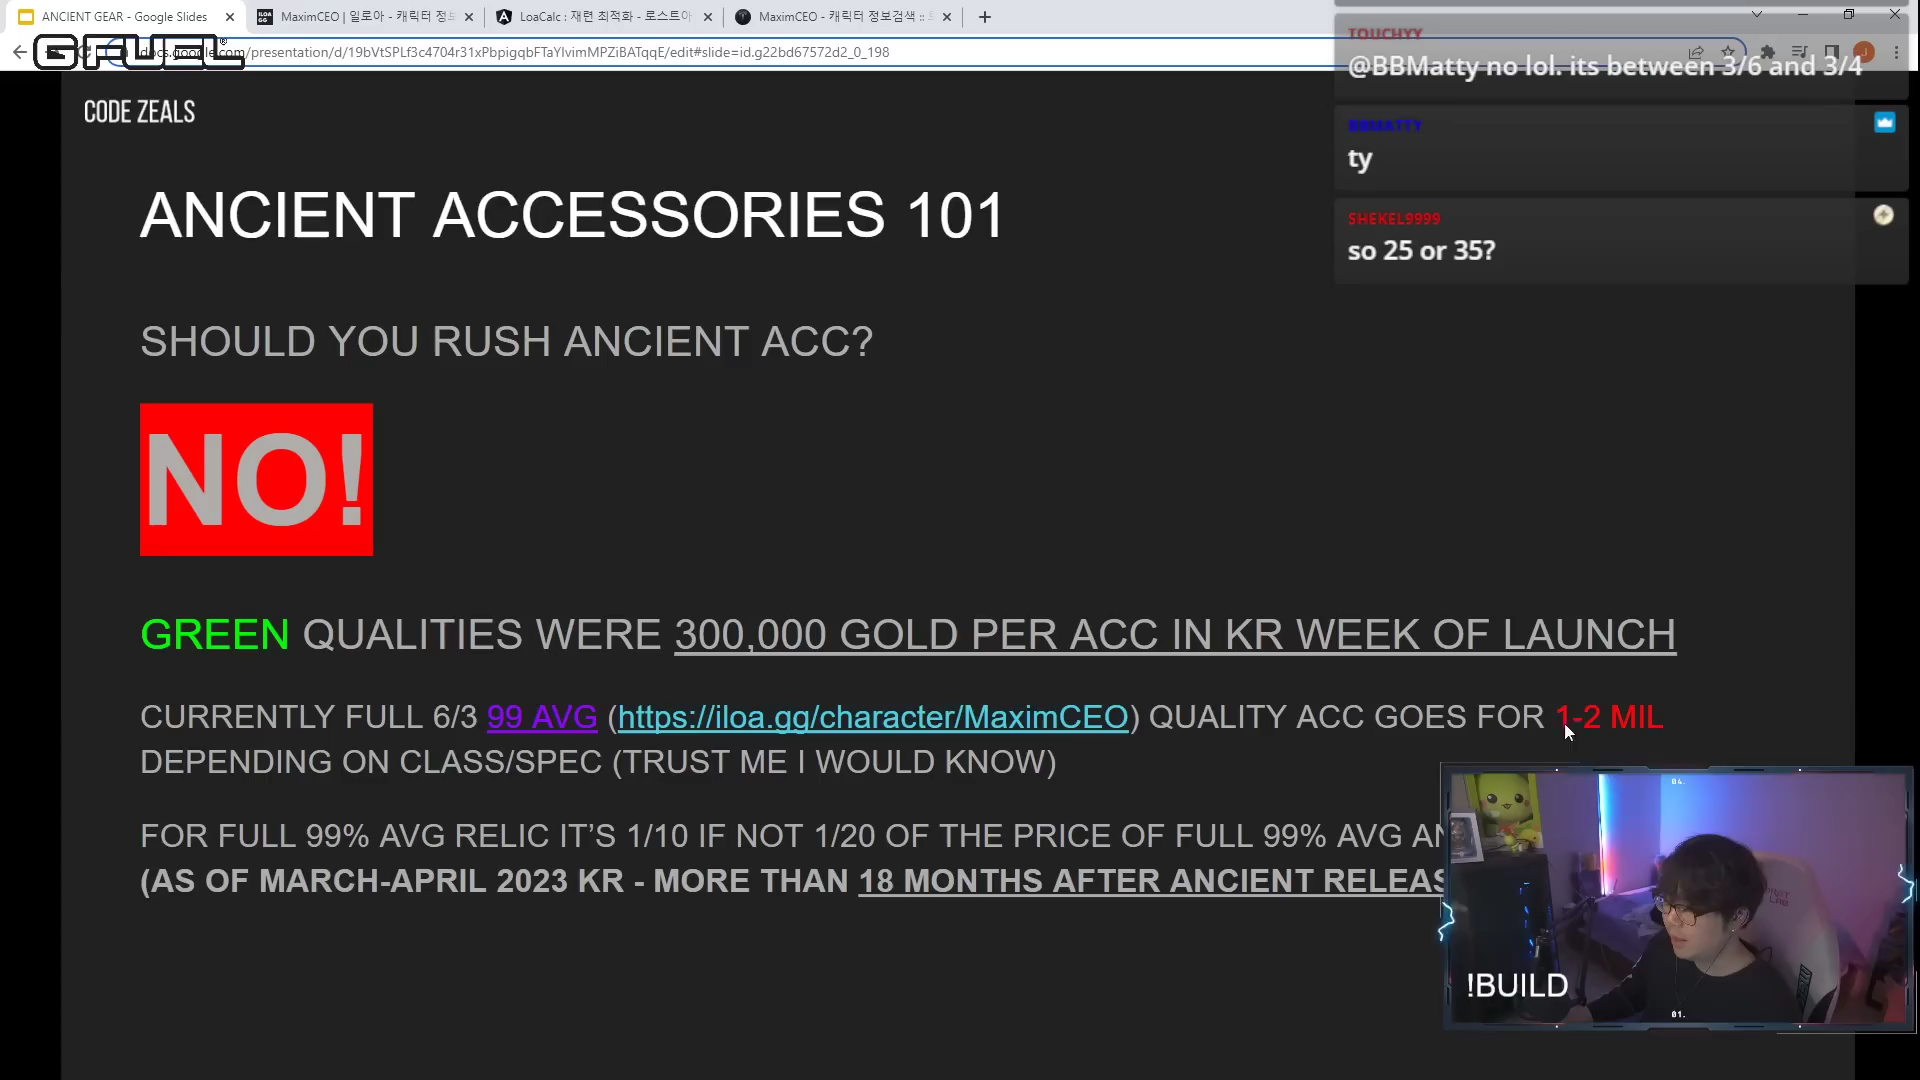 ANCIENT GEAR - Google Slides
MaximCEO | 일로아 - 캐릭터 정보
LoaCalc : 재련 최적화 - 로스트아
MaximCEO - 캐릭터 정보검색 ::
GFUEL
docs.google.com/presentation/d/19bVtSPLf3c4704r31xPbpigqbFTaYlvimMPZiBATqqE/edit#slide=id.g22bd67572d2_0_198
CODE ZEALS
TOUCHYY
@BBMatty no lol. its between 3/6 and 3/4
BBMATTY
ty
SHEKEL9999
so 25 or 35?
ANCIENT ACCESSORIES 101
SHOULD YOU RUSH ANCIENT ACC?
NO!
GREEN QUALITIES WERE 300,000 GOLD PER ACC IN KR WEEK OF LAUNCH
CURRENTLY FULL 6/3 99 AVG (https://iloa.gg/character/MaximCEO) QUALITY ACC GOES FOR 1-2 MIL
DEPENDING ON CLASS/SPEC (TRUST ME I WOULD KNOW)
FOR FULL 99% AVG RELIC IT'S 1/10 IF NOT 1/20 OF THE PRICE OF FULL 99% AVG AN
(AS OF MARCH-APRIL 2023 KR - MORE THAN 18 MONTHS AFTER ANCIENT RELEAS
04.
!BUILD
01.